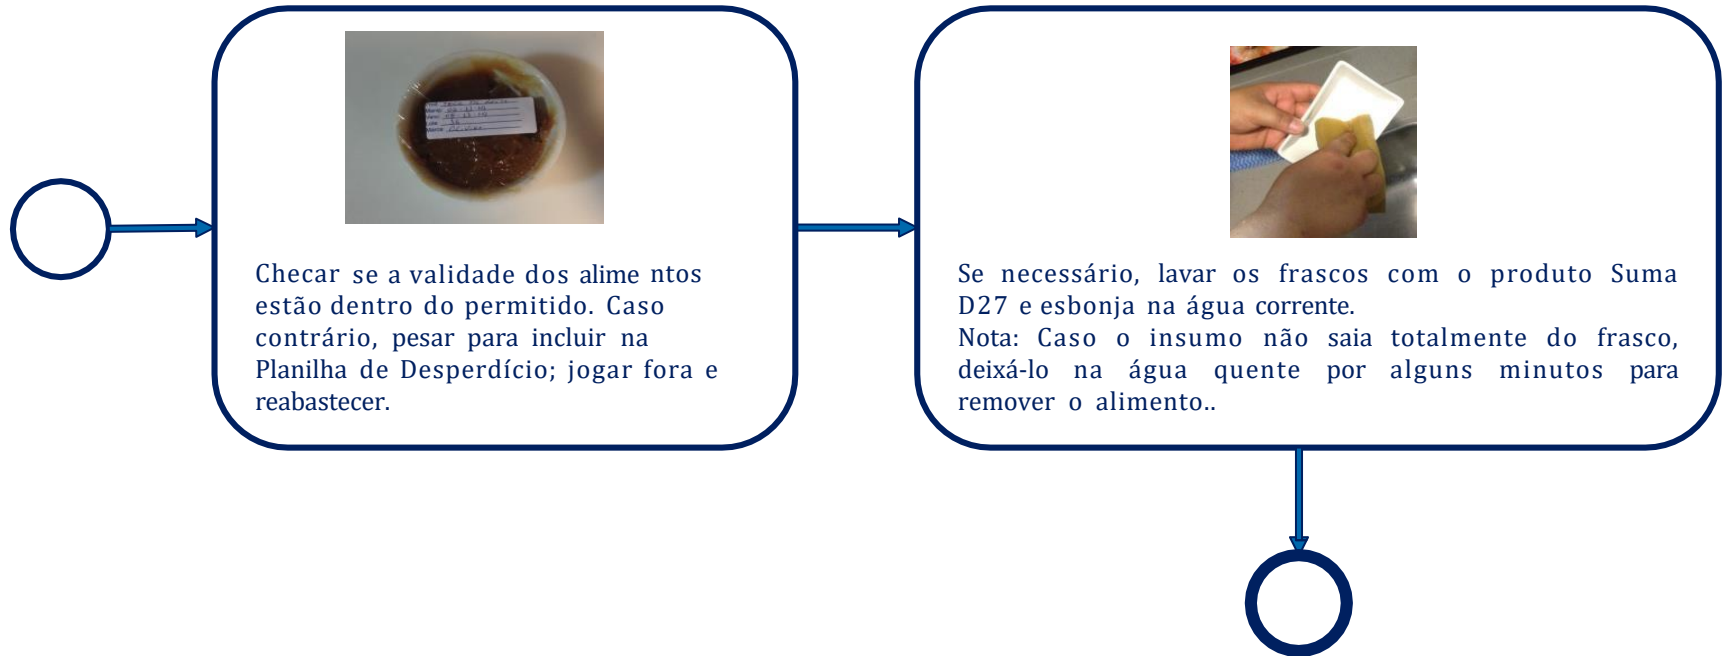 Checar se a validade dos alime ntos
estão dentro do permitido. Caso
contrário, pesar para incluir na
Planilha de Desperdício; jogar fora e
reabastecer.
Se necessário, lavar os frascos com o produto Suma
D27 e esbonja na água corrente.
Nota: Caso o insumo não saia totalmente do frasco,
deixá-lo na água quente por alguns minutos para
remover o alimento..